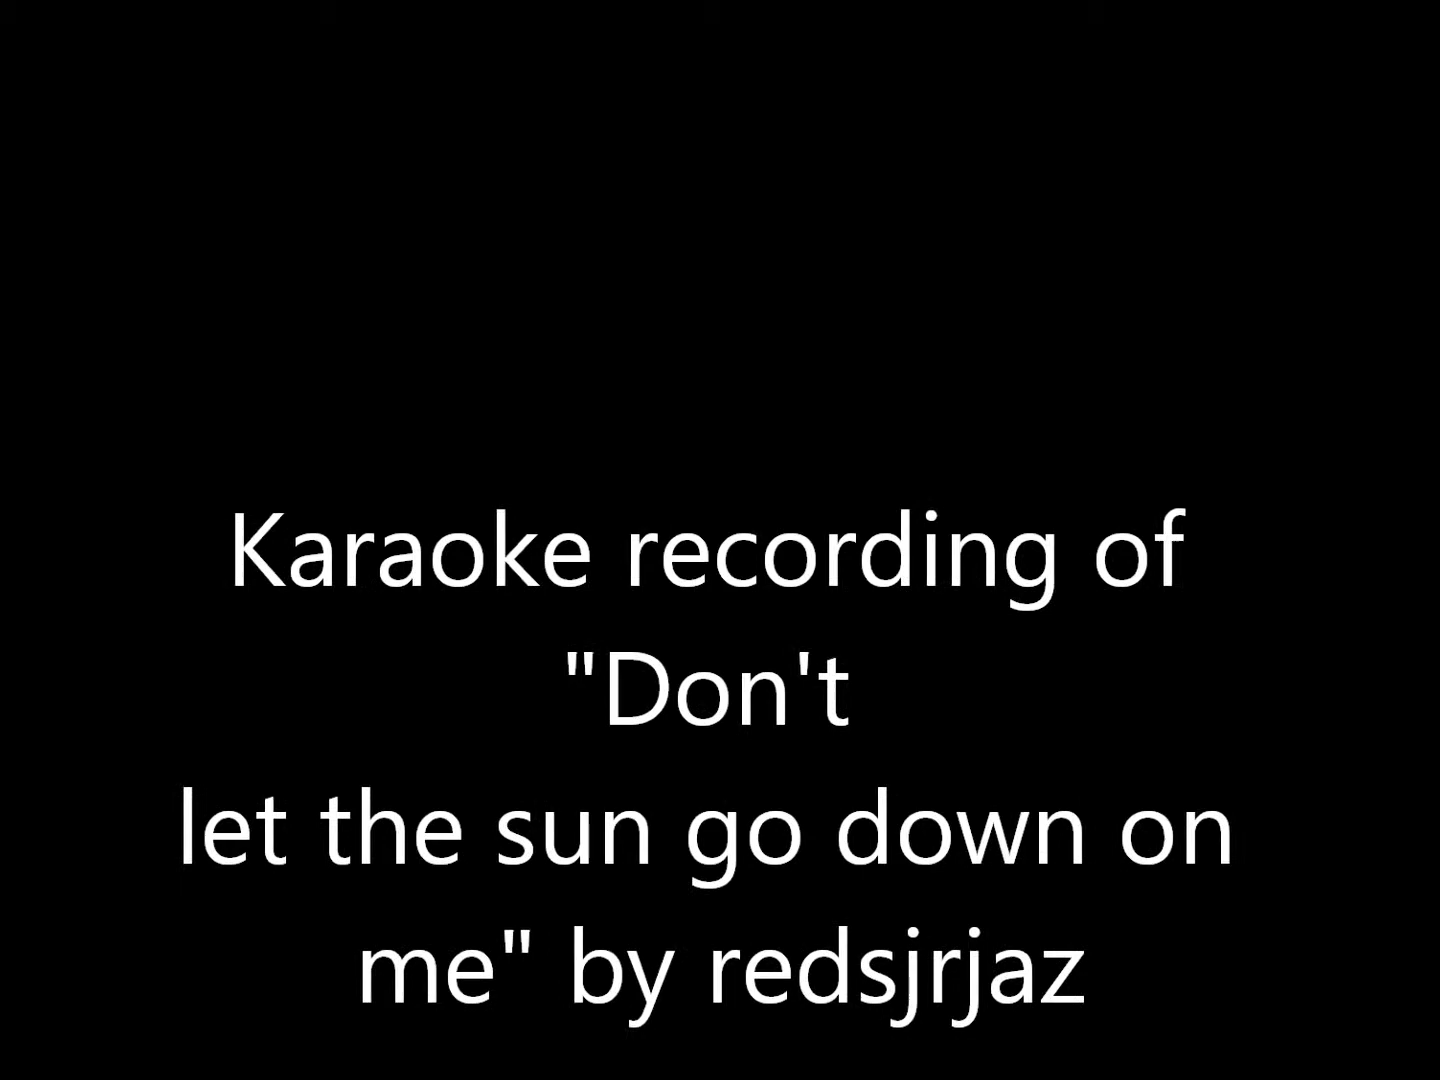 Karaoke recording of
"Don't
let the sun go down on
me" by redsjrjaz